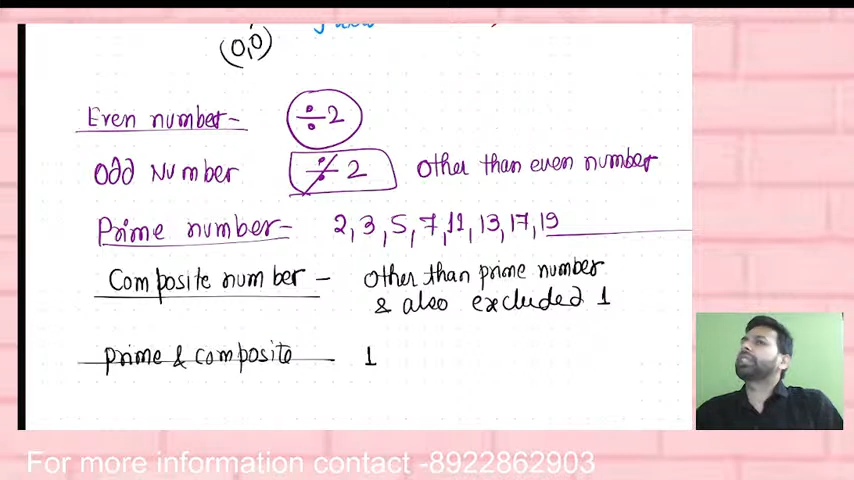 (0,0)
Even number- ÷2
Odd Number ÷ 2 Other than even number
Prime number- 2, 3, 5, 7, 11, 13, 17, 19
Composite number - other than prime number
& also excluded 1
prime & composite 1
For more information contact -8922862903